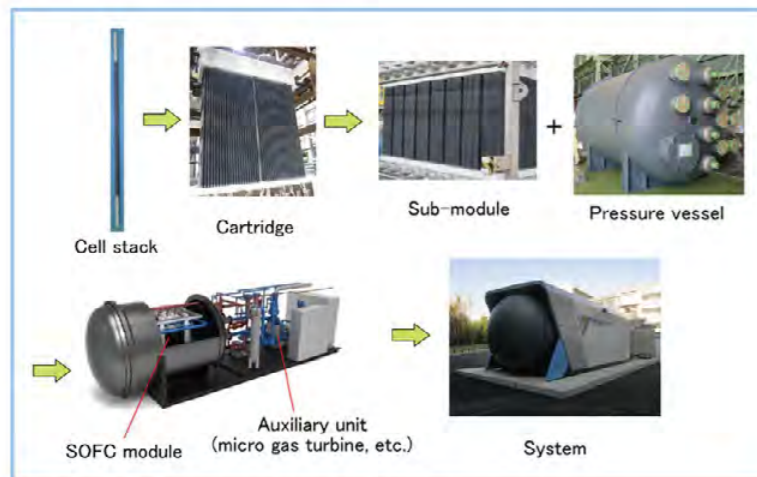 Cell stack
Cartridge
Sub-module
+
Pressure vessel
SOFC module
Auxiliary unit
(micro gas turbine, etc.)
System